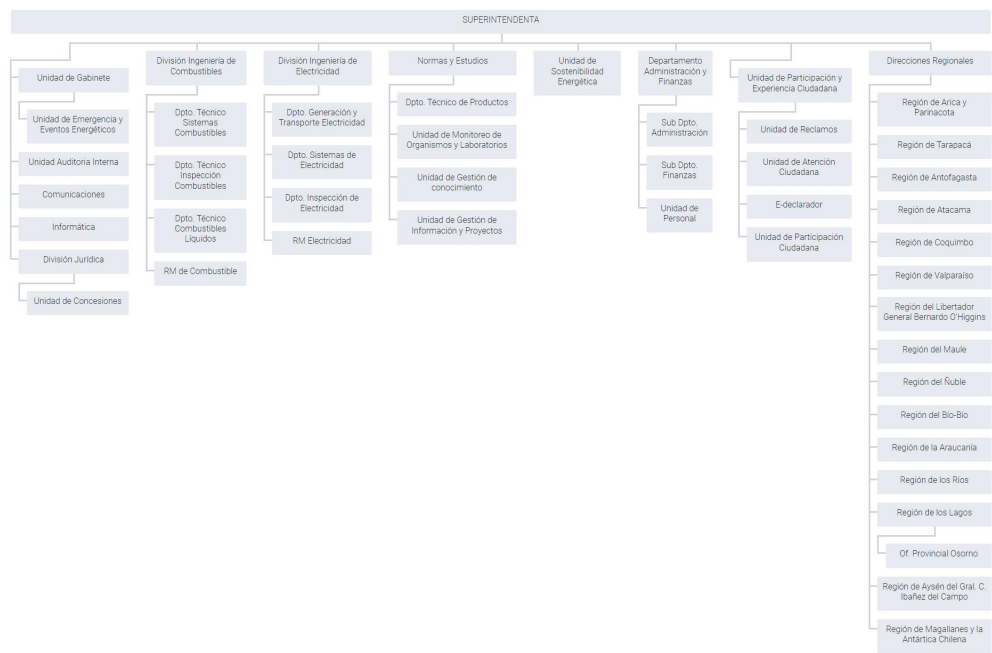 SUPERINTENDENTA
Unidad de Gabinete
Unidad de Emergencia y
Eventos Energéticos
Unidad Auditoria Interna
Comunicaciones
Informática
División Jurídica
Unidad de Concesiones
División Ingeniería de
Combustibles
Dpto. Técnico
Sistemas
Combustibles
Dpto. Técnico
Inspección
Combustibles
Dpto. Técnico
Combustibles
Líquidos
RM de Combustible
División Ingeniería de
Electricidad
Dpto. Generación y
Transporte Electricidad
Dpto. Sistemas de
Electricidad
Dpto. Inspección de
Electricidad
RM Electricidad
Normas y Estudios
Dpto. Técnico de Productos
Unidad de Monitoreo de
Organismos y Laboratorios
Unidad de Gestión de
conocimiento
Unidad de Gestión de
Información y Proyectos
Unidad de
Sostenibilidad
Energética
Departamento
Administración y
Finanzas
Sub Dpto.
Administración
Sub Dpto.
Finanzas
Unidad de
Personal
Unidad de Participación y
Experiencia Ciudadana
Unidad de Reclamos
Unidad de Atención
Ciudadana
E-declarador
Unidad de Participación
Ciudadana
Direcciones Regionales
Región de Arica y
Parinacota
Región de Tarapacá
Región de Antofagasta
Región de Atacama
Región de Coquimbo
Región de Valparaíso
Región del Libertador
General Bernardo O'Higgins
Región del Maule
Región del Ñuble
Región del Bío-Bío
Región de la Araucanía
Región de los Ríos
Región de los Lagos
Of. Provincial Osorno
Región de Aysén del Gral. C.
Ibañez del Campo
Región de Magallanes y la
Antártica Chilena